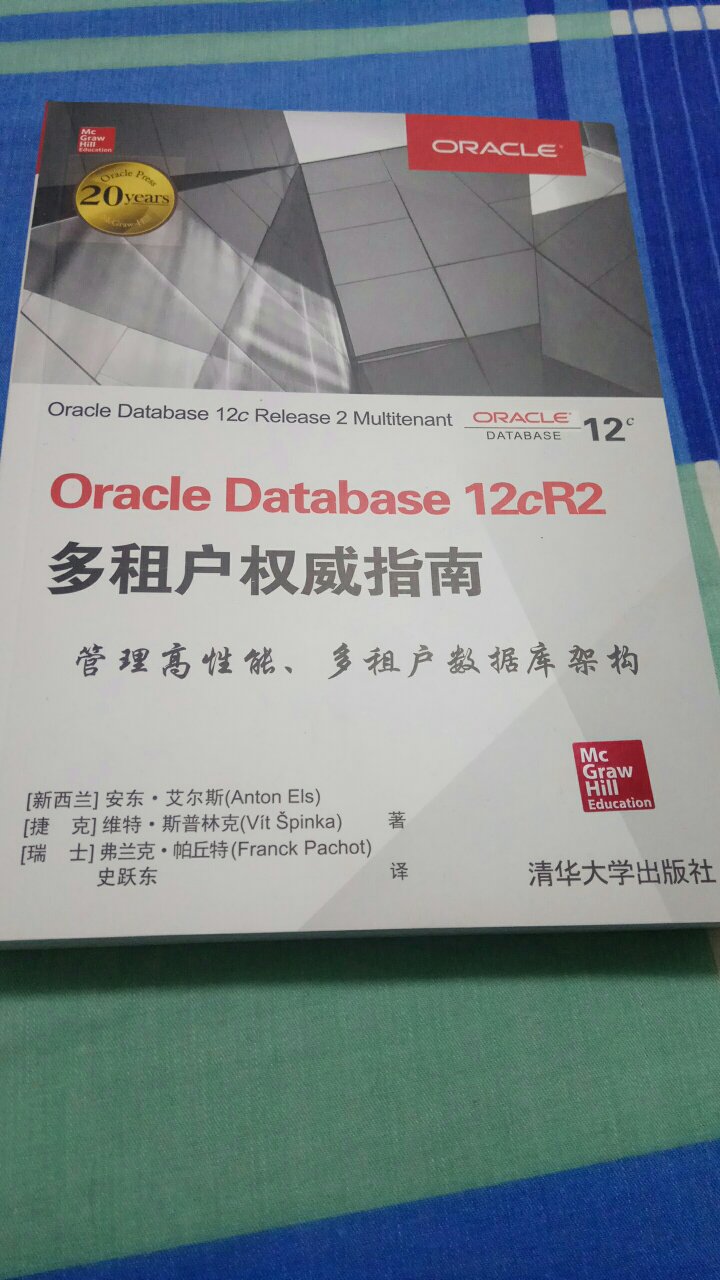 Mc
Graw
Hill
Education
ORACLE
Oracle Press
20years
McGraw-Hill
Oracle Database 12c Release 2 Multitenant
ORACLE
DATABASE
12c
Oracle Database 12cR2
多租户权威指南
管理高性能、多租户数据库架构
Mc
Graw
Hill
Education
[新西兰] 安东·艾尔斯(Anton Els)
[捷 克] 维特·斯普林克(Vít Špinka) 著
[瑞 士] 弗兰克·帕丘特(Franck Pachot)
史跃东 译
清华大学出版社